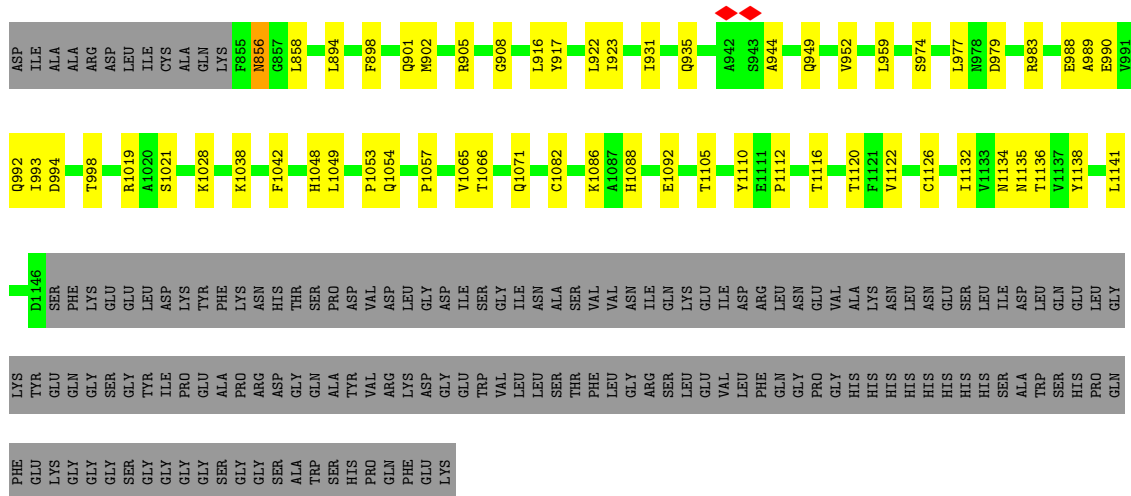 ASP ILE ALA ALA ARG ASP LEU ILE CYS ALA GLN LYS F855 N856 G857 L858 L894 F898 Q901 M902 R905 G908 L916 Y917 L922 I923 I931 Q935 A942 S943 A944 Q949 V952 L959 S974 L977 N978 D979 R983 E988 A989 E990 V991
Q992 I993 D994 T998 R1019 A1020 S1021 K1028 K1038 F1042 H1048 L1049 P1053 Q1054 P1057 V1065 T1066 Q1071 C1082 K1086 A1087 H1088 E1092 T1105 Y1110 E1111 P1112 T1116 T1120 F1121 V1122 C1126 I1132 V1133 N1134 N1135 T1136 V1137 Y1138 L1141
D1146 SER PHE LYS GLU GLU LEU ASP LYS TYR PHE LYS ASN HIS THR SER PRO ASP VAL ASP LEU GLY ASP ILE SER GLY ILE ASN ALA SER VAL VAL ASN ILE GLN LYS GLU ILE ASP ARG LEU ASN GLU VAL ALA LYS ASN LEU ASN GLU SER LEU ILE ASP LEU GLN GLU LEU GLY
LYS TYR GLU GLN GLY SER GLY TYR ILE PRO GLU ALA PRO ARG ASP GLY GLN ALA TYR VAL ARG LYS ASP GLY GLU TRP VAL LEU LEU SER THR PHE LEU GLY ARG SER LEU GLU VAL LEU PHE GLN GLY PRO GLY HIS HIS HIS HIS HIS HIS HIS HIS SER ALA TRP SER HIS PRO GLN
PHE GLU LYS GLY GLY GLY SER GLY GLY GLY GLY SER GLY GLY SER ALA TRP SER HIS PRO GLN PHE GLU LYS